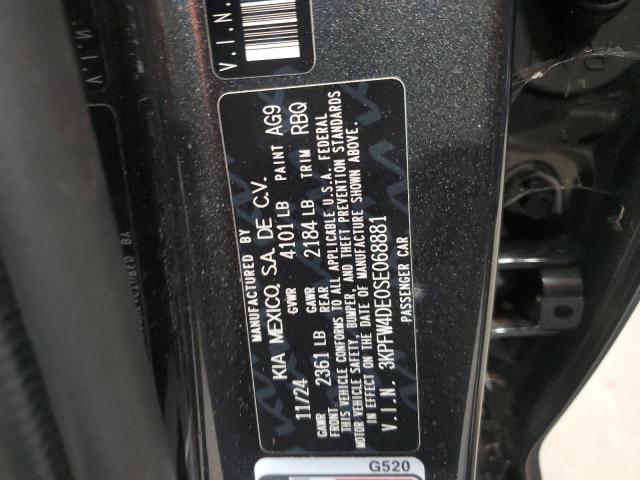 V.I.N.
MANUFACTURED BY
KIA MEXICO, S.A. DE C.V.
11/24 GVWR 4101 LB PAINT AG9
GAWR FRONT 2361 LB GAWR REAR 2184 LB TRIM RBQ
THIS VEHICLE CONFORMS TO ALL APPLICABLE U.S.A. FEDERAL
MOTOR VEHICLE SAFETY, BUMPER, AND THEFT PREVENTION STANDARDS
IN EFFECT ON THE DATE OF MANUFACTURE SHOWN ABOVE.
V.I.N. 3KPFW4DE0SE068881
PASSENGER CAR
G520